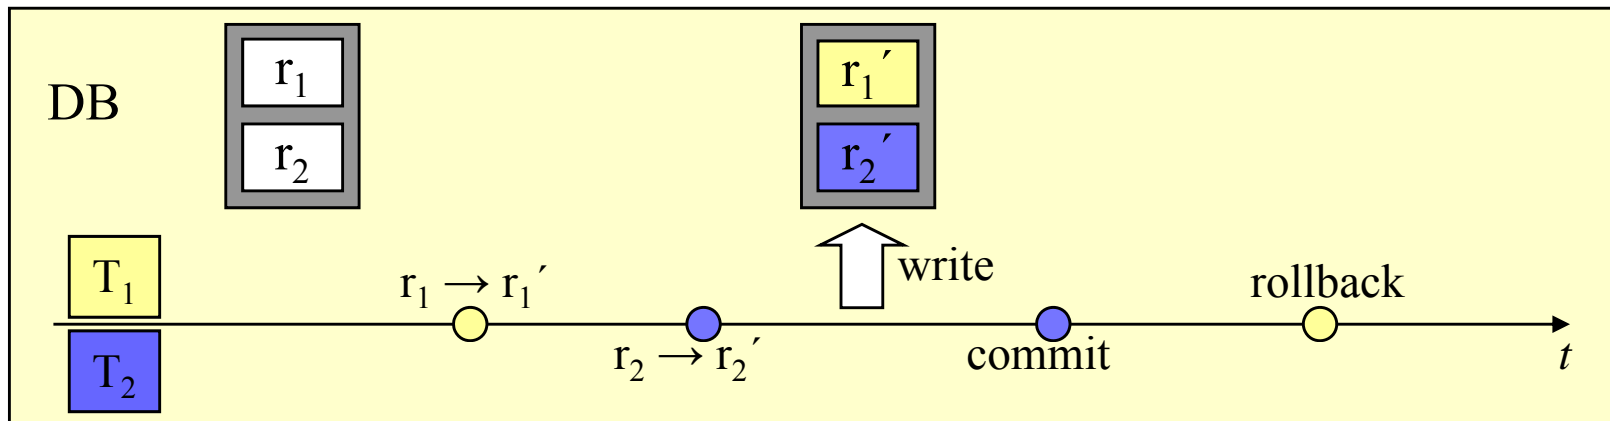 DB
r₁
r₂
r₁´
r₂´
write
T₁
T₂
r₁ → r₁´
r₂ → r₂´
commit
rollback
t